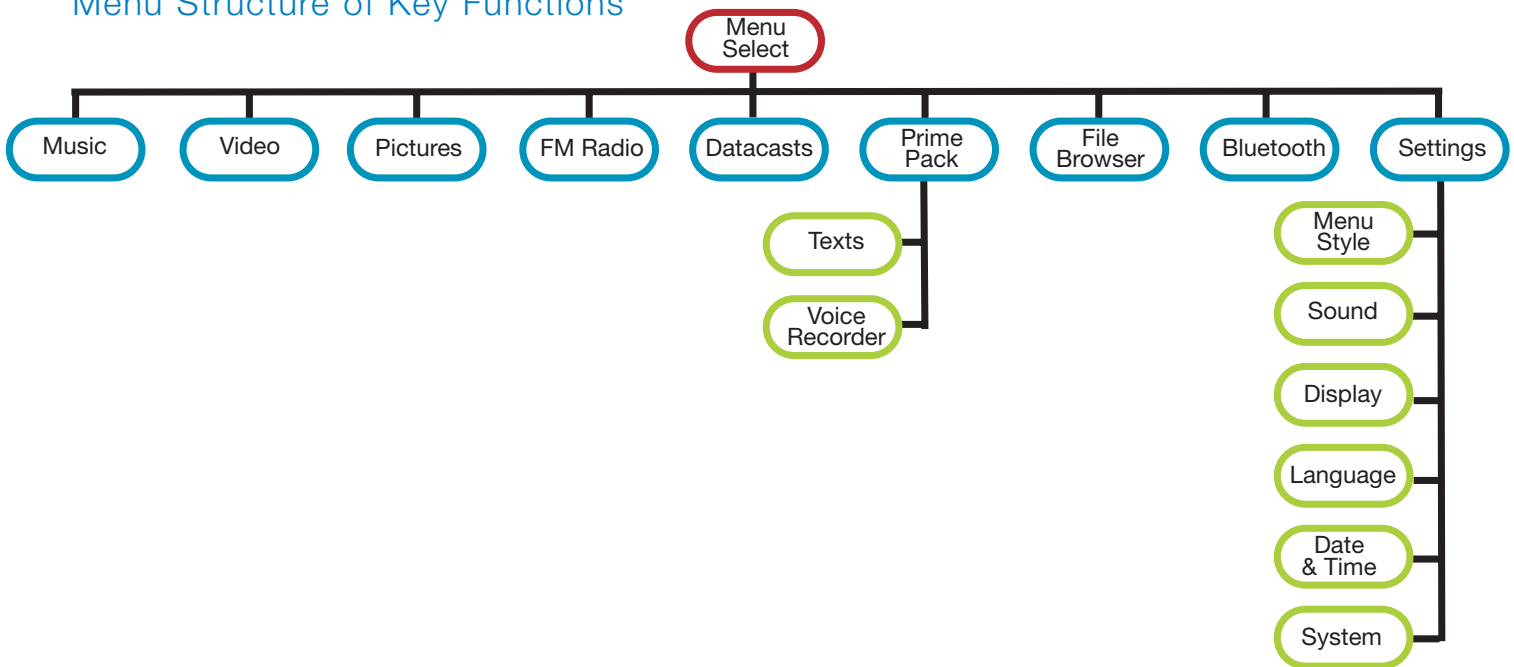 Menu Structure of Key Functions
Menu
Select
Music
Video
Pictures
FM Radio
Datacasts
Prime
Pack
File
Browser
Bluetooth
Settings
Texts
Voice
Recorder
Menu
Style
Sound
Display
Language
Date
& Time
System